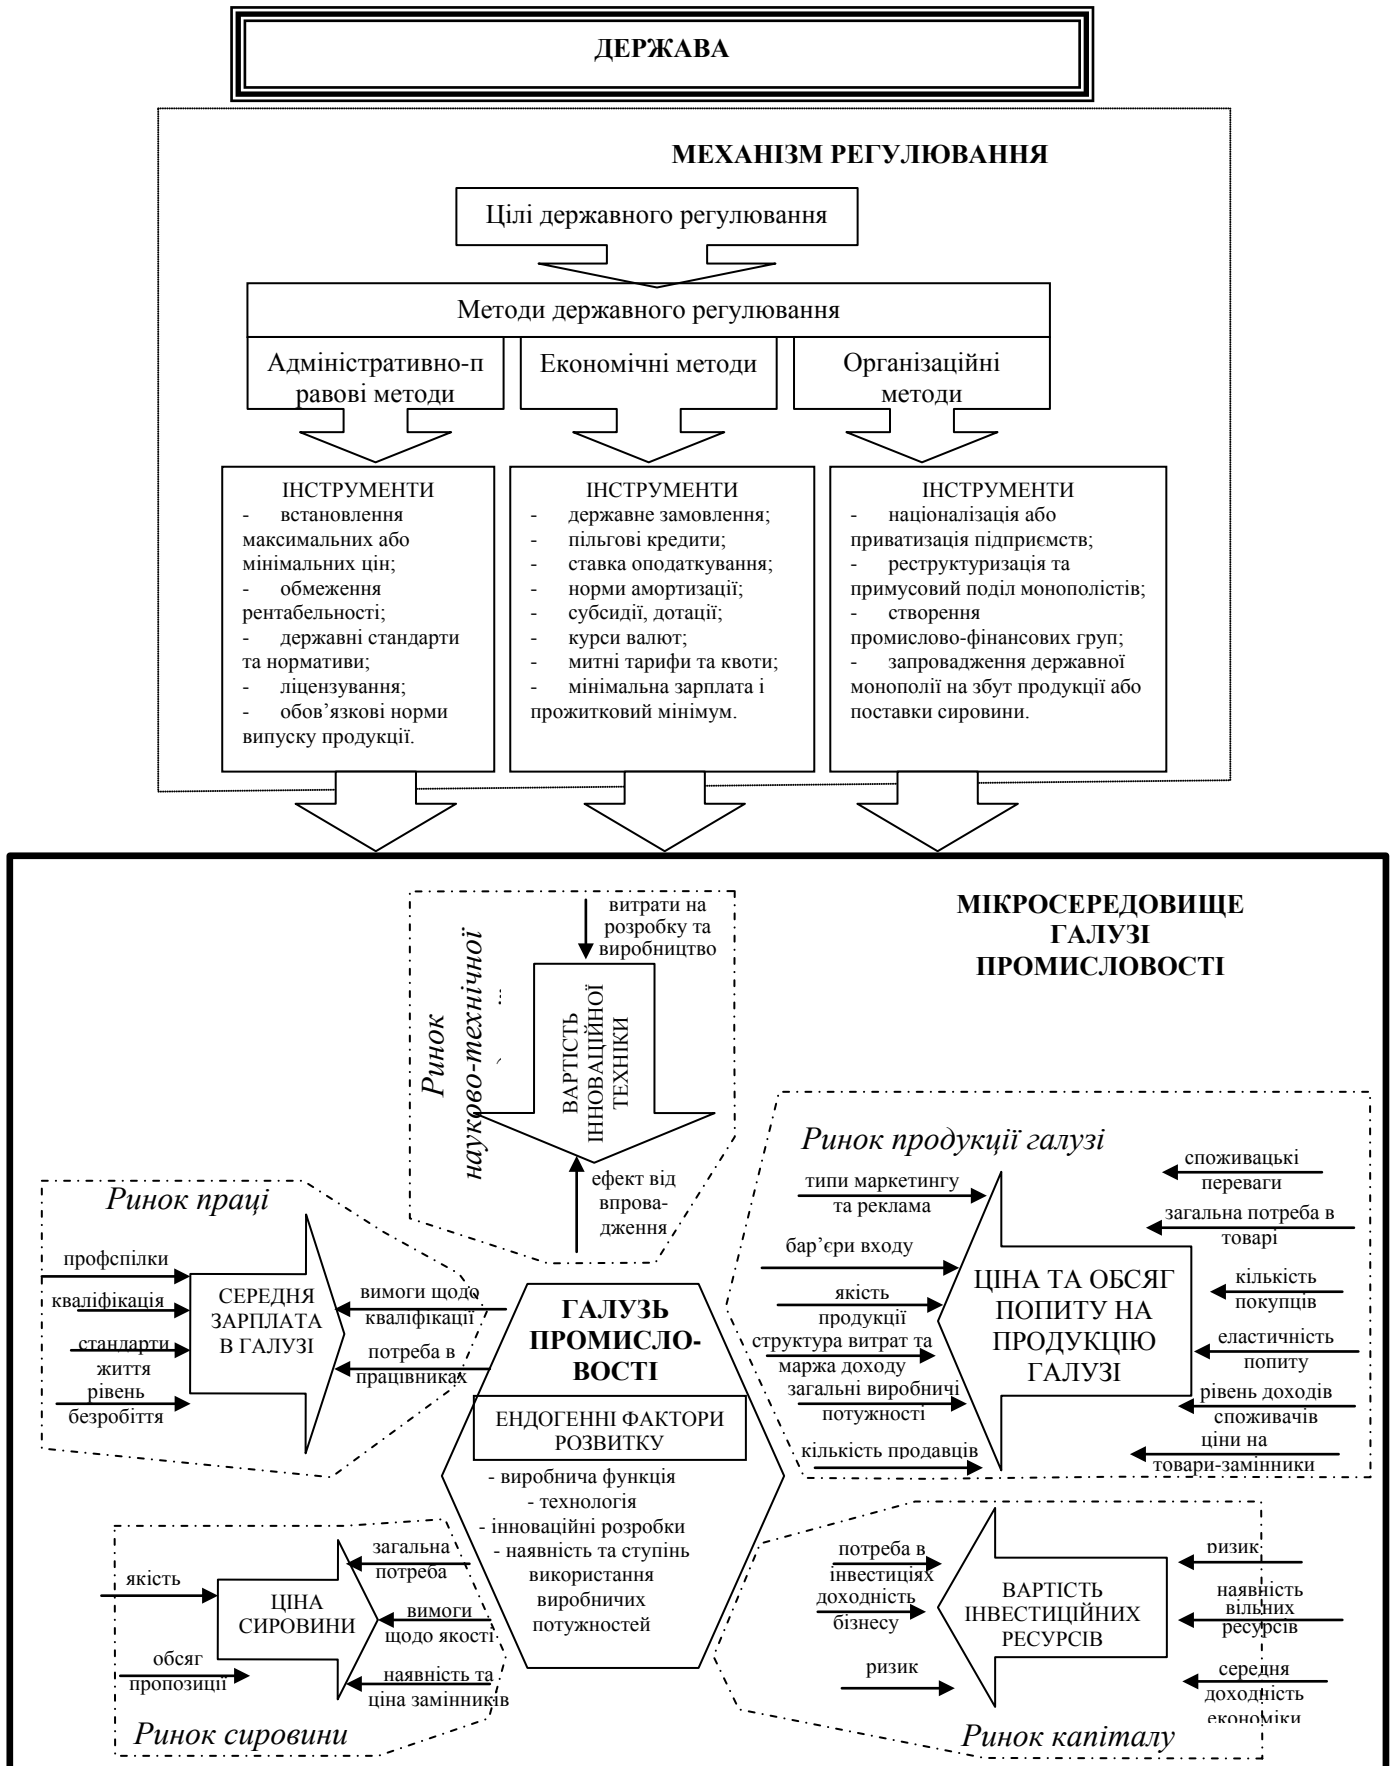 ДЕРЖАВА
МЕХАНІЗМ РЕГУЛЮВАННЯ
Цілі державного регулювання
Методи державного регулювання
Адміністративно-п
равові методи
Економічні методи
Організаційні
методи
ІНСТРУМЕНТИ
- встановлення
максимальних або
мінімальних цін;
- обмеження
рентабельності;
- державні стандарти
та нормативи;
- ліцензування;
- обов’язкові норми
випуску продукції.
ІНСТРУМЕНТИ
- державне замовлення;
- пільгові кредити;
- ставка оподаткування;
- норми амортизації;
- субсидії, дотації;
- курси валют;
- митні тарифи та квоти;
- мінімальна зарплата і
прожитковий мінімум.
ІНСТРУМЕНТИ
- націоналізація або
приватизація підприємств;
- реструктуризація та
примусовий поділ монополістів;
- створення
промислово-фінансових груп;
- запровадження державної
монополії на збут продукції або
поставки сировини.
МІКРОСЕРЕДОВИЩЕ
ГАЛУЗІ
ПРОМИСЛОВОСТІ
Ринок
науково-технічної
витрати на
розробку та
виробництво
ВАРТІСТЬ
ІННОВАЦІЙНОЇ
ТЕХНІКИ
ефект від
впрова-
дження
Ринок праці
профспілки
кваліфікація
стандарти
життя
рівень
безробіття
СЕРЕДНЯ
ЗАРПЛАТА
В ГАЛУЗІ
вимоги щодо
кваліфікації
потреба в
працівниках
Ринок продукції галузі
типи маркетингу
та реклама
бар’єри входу
якість
продукції
структура витрат та
маржа доходу
загальні виробничі
потужності
кількість продавців
ЦІНА ТА ОБСЯГ
ПОПИТУ НА
ПРОДУКЦІЮ
ГАЛУЗІ
споживацькі
переваги
загальна потреба в
товарі
кількість
покупців
еластичність
попиту
рівень доходів
споживачів
ціни на
товари-замінники
ГАЛУЗЬ
ПРОМИСЛО-
ВОСТІ
ЕНДОГЕННІ ФАКТОРИ
РОЗВИТКУ
- виробнича функція
- технологія
- інноваційні розробки
- наявність та ступінь
використання
виробничих
потужностей
якість
обсяг
пропозиції
ЦІНА
СИРОВИНИ
загальна
потреба
вимоги
щодо якості
наявність та
ціна замінників
Ринок сировини
потреба в
інвестиціях
доходність
бізнесу
ризик
ВАРТІСТЬ
ІНВЕСТИЦІЙНИХ
РЕСУРСІВ
ризик
наявність
вільних
ресурсів
середня
доходність
економіки
Ринок капіталу